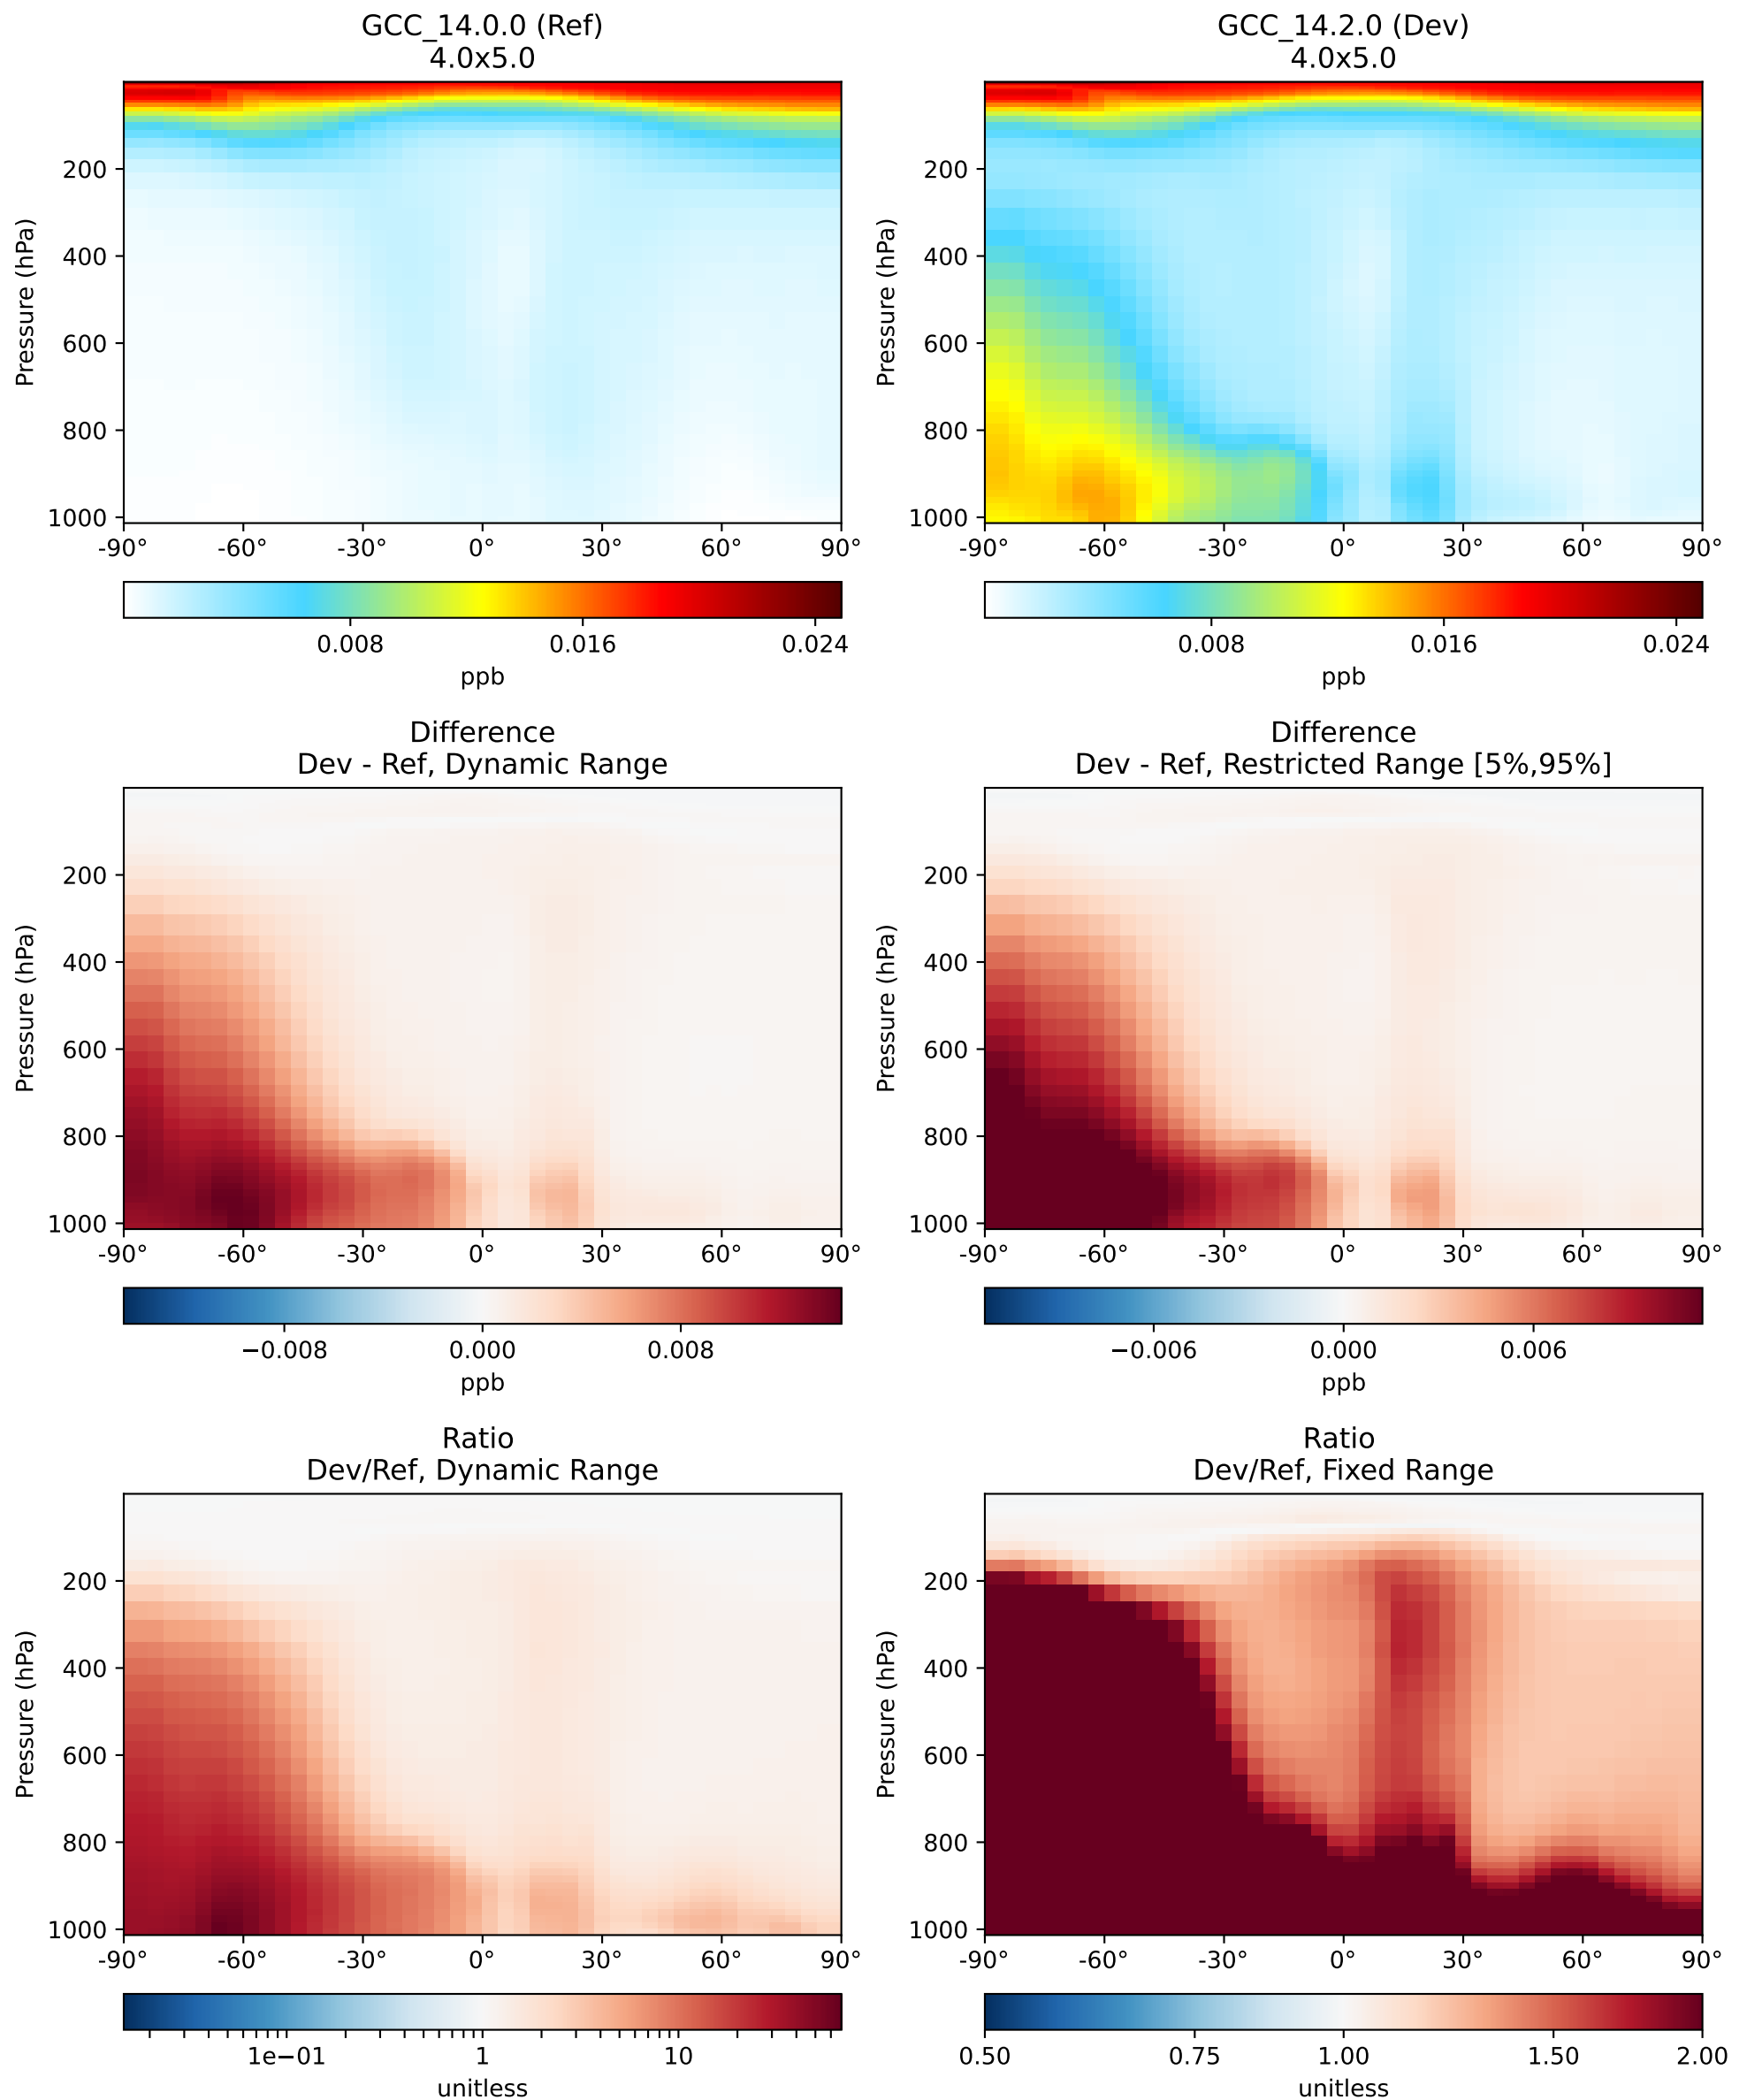 GCC_14.0.0 (Ref)
4.0x5.0
Pressure (hPa)
200
400
600
800
1000
-90° -60° -30° 0° 30° 60° 90°
0.008 0.016 0.024
ppb
GCC_14.2.0 (Dev)
4.0x5.0
Pressure (hPa)
200
400
600
800
1000
-90° -60° -30° 0° 30° 60° 90°
0.008 0.016 0.024
ppb
Difference
Dev - Ref, Dynamic Range
Pressure (hPa)
200
400
600
800
1000
-90° -60° -30° 0° 30° 60° 90°
−0.008 0.000 0.008
ppb
Difference
Dev - Ref, Restricted Range [5%,95%]
Pressure (hPa)
200
400
600
800
1000
-90° -60° -30° 0° 30° 60° 90°
−0.006 0.000 0.006
ppb
Ratio
Dev/Ref, Dynamic Range
Pressure (hPa)
200
400
600
800
1000
-90° -60° -30° 0° 30° 60° 90°
1e−01 1 10
unitless
Ratio
Dev/Ref, Fixed Range
Pressure (hPa)
200
400
600
800
1000
-90° -60° -30° 0° 30° 60° 90°
0.50 0.75 1.00 1.50 2.00
unitless